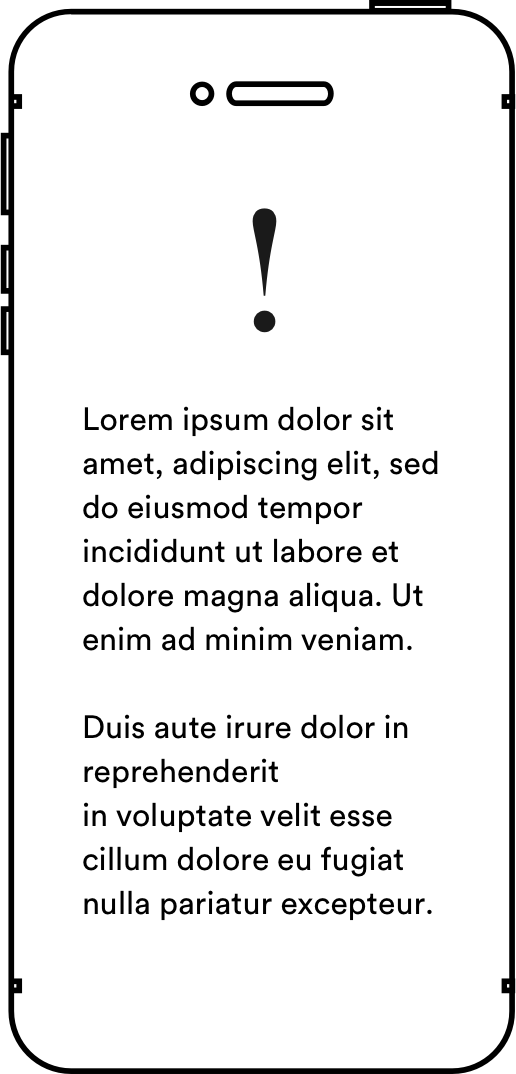 !
Lorem ipsum dolor sit
amet, adipiscing elit, sed
do eiusmod tempor
incididunt ut labore et
dolore magna aliqua. Ut
enim ad minim veniam.
Duis aute irure dolor in
reprehenderit
in voluptate velit esse
cillum dolore eu fugiat
nulla pariatur excepteur.